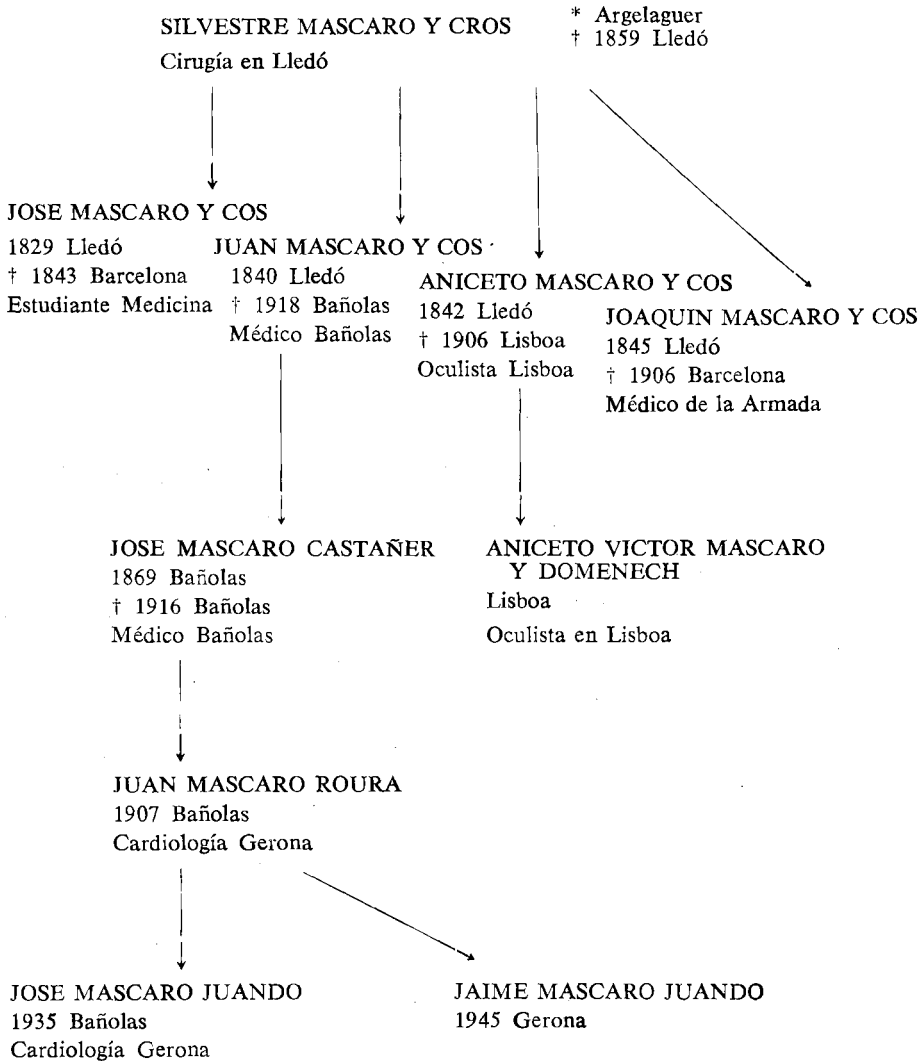 SILVESTRE MASCARO Y CROS
Cirugía en Lledó
* Argelaguer
† 1859 Lledó
JOSE MASCARO Y COS
1829 Lledó
† 1843 Barcelona
Estudiante Medicina
JUAN MASCARO Y COS
1840 Lledó
† 1918 Bañolas
Médico Bañolas
ANICETO MASCARO Y COS
1842 Lledó
† 1906 Lisboa
Oculista Lisboa
JOAQUIN MASCARO Y COS
1845 Lledó
† 1906 Barcelona
Médico de la Armada
JOSE MASCARO CASTAÑER
1869 Bañolas
† 1916 Bañolas
Médico Bañolas
ANICETO VICTOR MASCARO
Y DOMENECH
Lisboa
Oculista en Lisboa
JUAN MASCARO ROURA
1907 Bañolas
Cardiología Gerona
JOSE MASCARO JUANDO
1935 Bañolas
Cardiología Gerona
JAIME MASCARO JUANDO
1945 Gerona